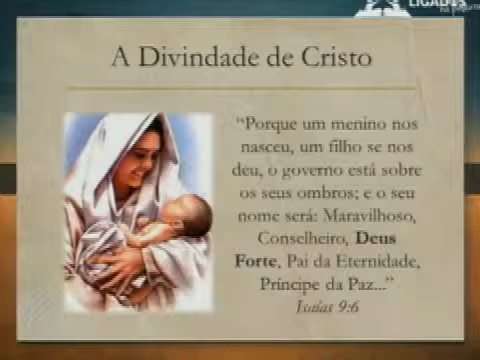 LIGADOS
A Divindade de Cristo
“Porque um menino nos
nasceu, um filho se nos
deu, o governo está sobre
os seus ombros; e o seu
nome será: Maravilhoso,
Conselheiro, Deus
Forte, Pai da Eternidade,
Príncipe da Paz...”
Isaías 9:6